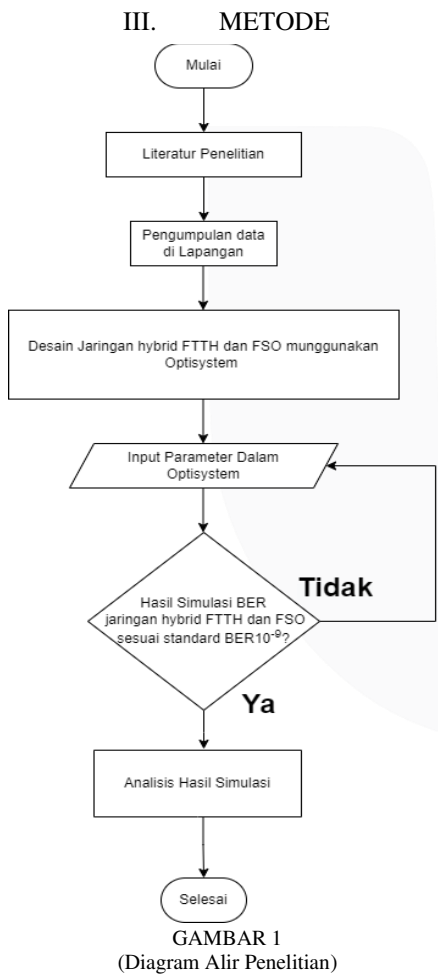 III. METODE
Mulai
Literatur Penelitian
Pengumpulan data
di Lapangan
Desain Jaringan hybrid FTTH dan FSO munggunakan
Optisystem
Input Parameter Dalam
Optisystem
Hasil Simulasi BER
jaringan hybrid FTTH dan FSO
sesuai standard BER10⁻⁹?
Tidak
Ya
Analisis Hasil Simulasi
Selesai
GAMBAR 1
(Diagram Alir Penelitian)